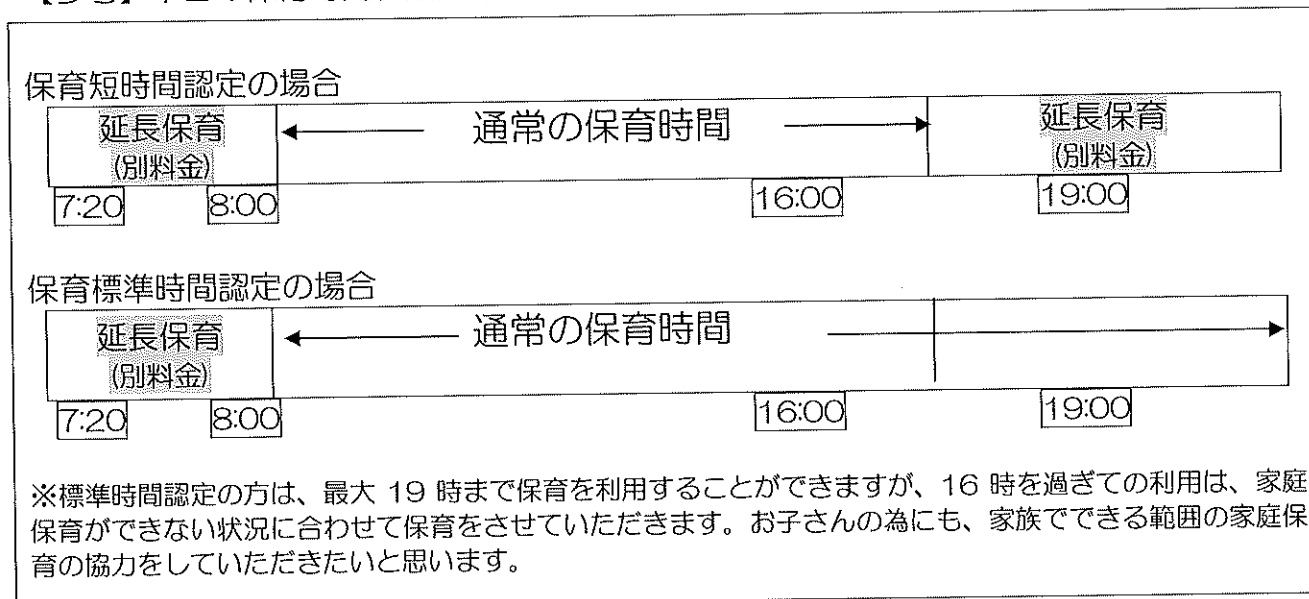 保育短時間認定の場合
延長保育
(別料金)
通常の保育時間
延長保育
(別料金)
7:20
8:00
16:00
19:00
保育標準時間認定の場合
延長保育
(別料金)
通常の保育時間
7:20
8:00
16:00
19:00
※標準時間認定の方は、最大 19 時まで保育を利用することができますが、16 時を過ぎての利用は、家庭
保育ができない状況に合わせて保育をさせていただきます。お子さんの為にも、家族でできる範囲の家庭保
育の協力をしていただきたいと思います。